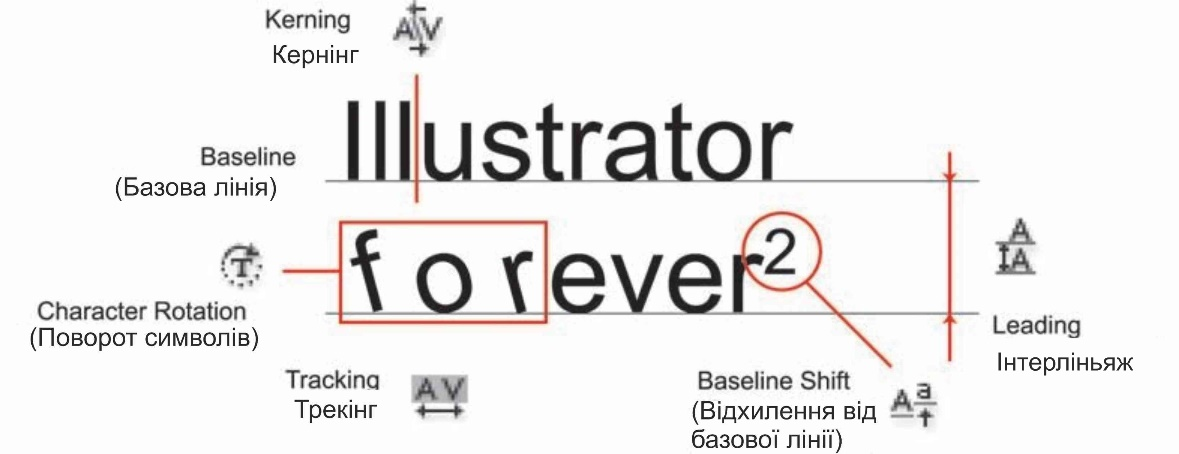 Kerning
Кернінг
Illustrator
Baseline
(Базова лінія)
forever2
Character Rotation
(Поворот символів)
Leading
Інтерліньяж
Tracking
Трекінг
Baseline Shift
(Відхилення від
базової лінії)